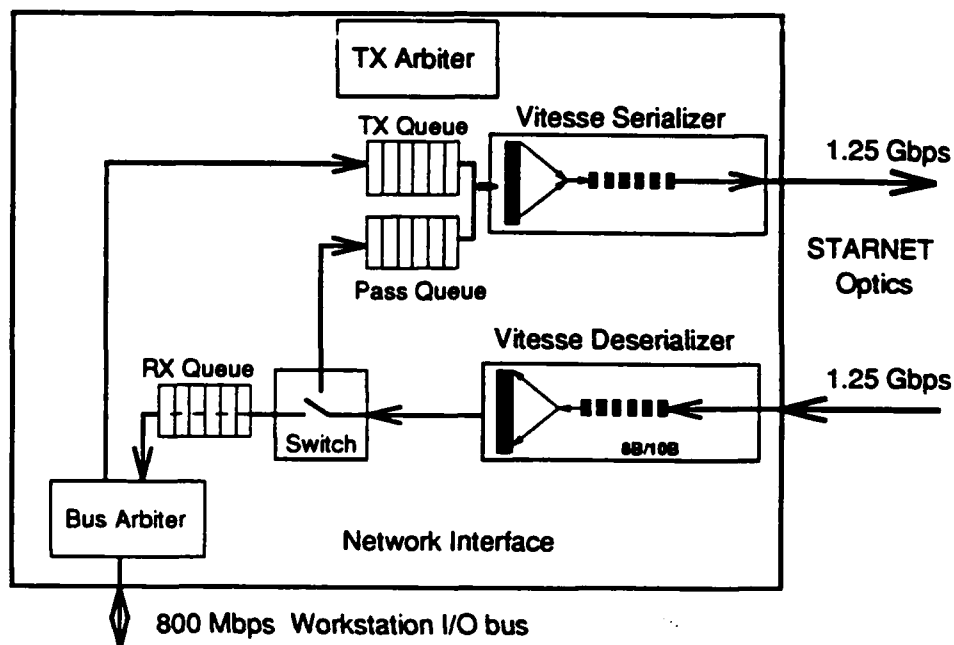 TX Arbiter
TX Queue
Vitesse Serializer
1.25 Gbps
Pass Queue
STARNET
Optics
Vitesse Deserializer
RX Queue
1.25 Gbps
Switch
8B/10B
Bus Arbiter
Network Interface
800 Mbps Workstation I/O bus